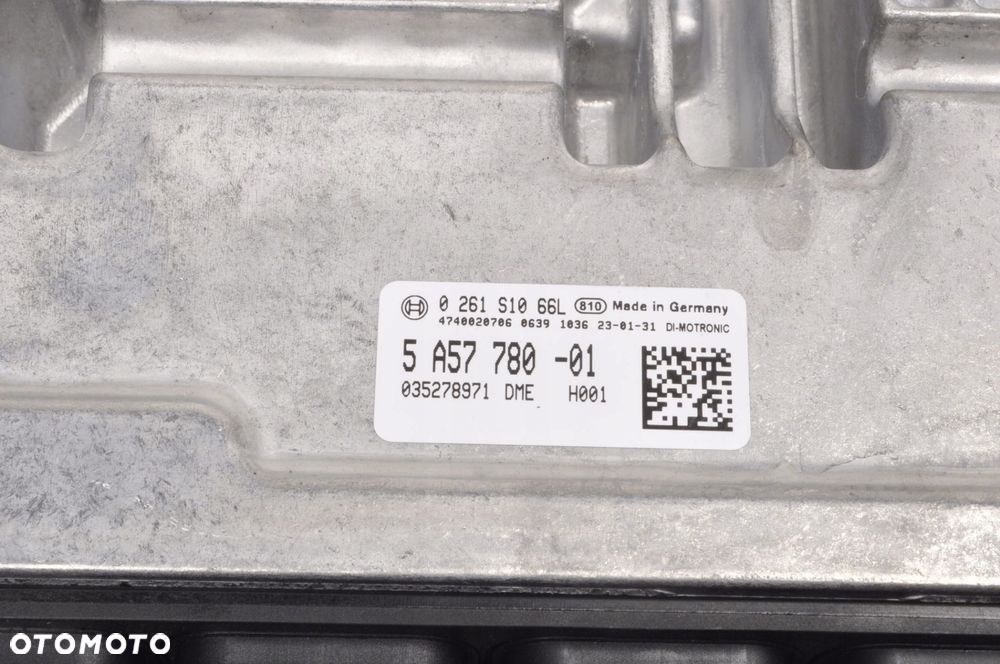 0 261 S10 66L 810 Made in Germany
4740020706 0639 1036 23-01-31 DI-MOTRONIC
5 A57 780 -01
035278971 DME H001
OTOMOTO